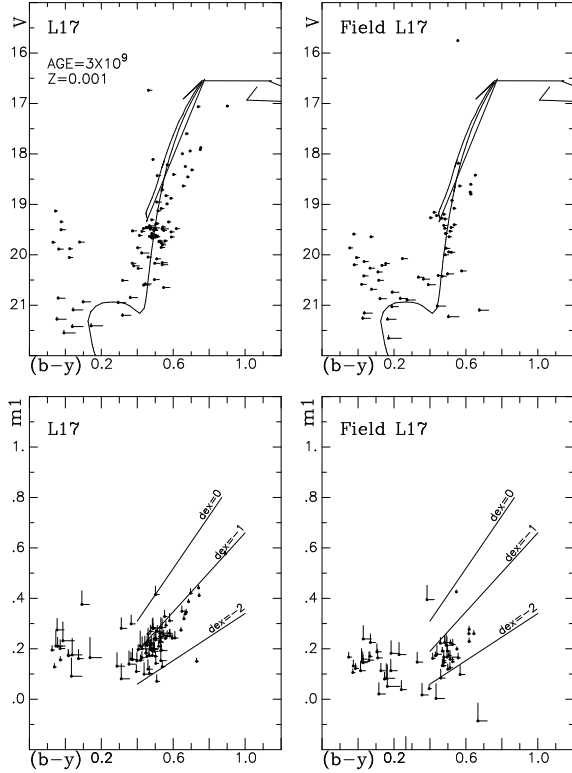 V
L17
AGE=3X10^9
Z=0.001
15
16
17
18
19
20
21
(b−y)
0.2
0.6
1.0
V
Field L17
15
16
17
18
19
20
21
(b−y)
0.2
0.6
1.0
m1
L17
1.
.8
.6
.4
.2
.0
dex=0
dex=−1
dex=−2
(b−y)
0.2
0.6
1.0
m1
Field L17
1.
.8
.6
.4
.2
.0
dex=0
dex=−1
dex=−2
(b−y)
0.2
0.6
1.0